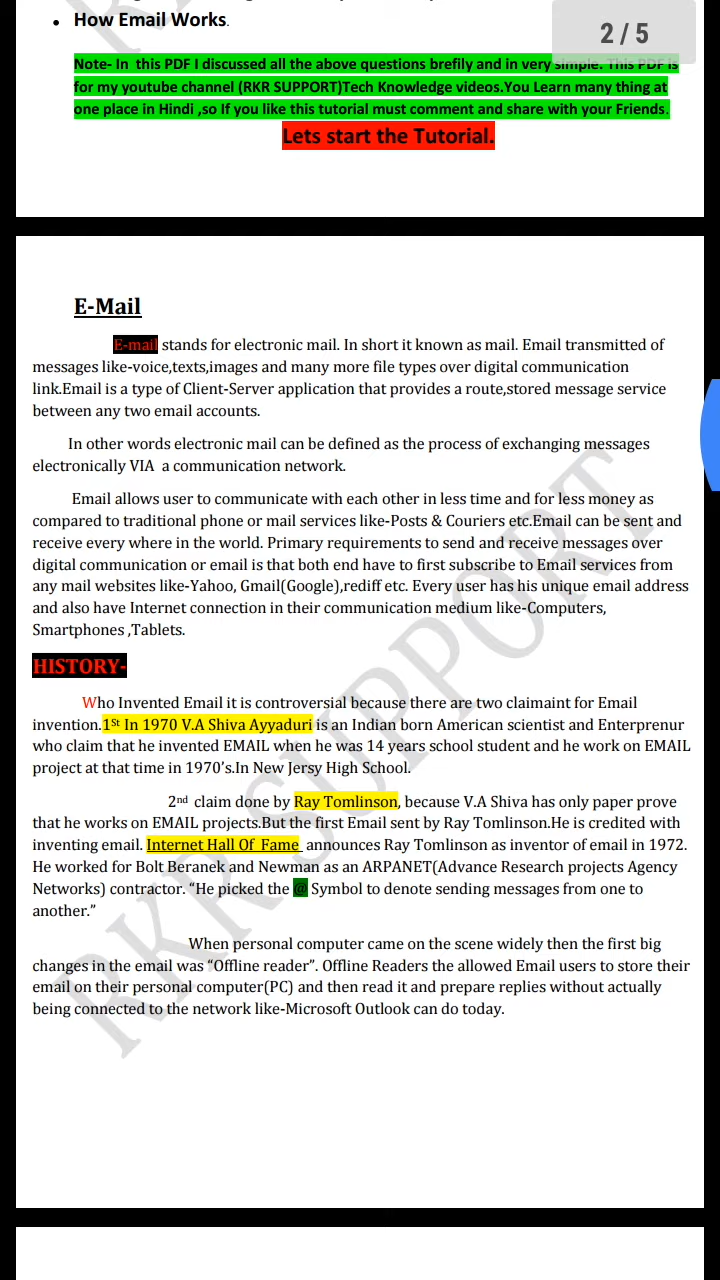 How Email Works.
2 / 5
Note- In this PDF I discussed all the above questions brefily and in very simple. This PDF is
for my youtube channel (RKR SUPPORT)Tech Knowledge videos.You Learn many thing at
one place in Hindi ,so If you like this tutorial must comment and share with your Friends.
Lets start the Tutorial.
E-Mail
E-mail stands for electronic mail. In short it known as mail. Email transmitted of
messages like-voice,texts,images and many more file types over digital communication
link.Email is a type of Client-Server application that provides a route,stored message service
between any two email accounts.
In other words electronic mail can be defined as the process of exchanging messages
electronically VIA a communication network.
Email allows user to communicate with each other in less time and for less money as
compared to traditional phone or mail services like-Posts & Couriers etc.Email can be sent and
receive every where in the world. Primary requirements to send and receive messages over
digital communication or email is that both end have to first subscribe to Email services from
any mail websites like-Yahoo, Gmail(Google),rediff etc. Every user has his unique email address
and also have Internet connection in their communication medium like-Computers,
Smartphones ,Tablets.
HISTORY-
Who Invented Email it is controversial because there are two claimaint for Email
invention.1St In 1970 V.A Shiva Ayyaduri is an Indian born American scientist and Enterprenur
who claim that he invented EMAIL when he was 14 years school student and he work on EMAIL
project at that time in 1970's.In New Jersy High School.
2nd claim done by Ray Tomlinson, because V.A Shiva has only paper prove
that he works on EMAIL projects.But the first Email sent by Ray Tomlinson.He is credited with
inventing email. Internet Hall Of Fame announces Ray Tomlinson as inventor of email in 1972.
He worked for Bolt Beranek and Newman as an ARPANET(Advance Research projects Agency
Networks) contractor. “He picked the @ Symbol to denote sending messages from one to
another.”
When personal computer came on the scene widely then the first big
changes in the email was “Offline reader”. Offline Readers the allowed Email users to store their
email on their personal computer(PC) and then read it and prepare replies without actually
being connected to the network like-Microsoft Outlook can do today.
RKR SUPPORT